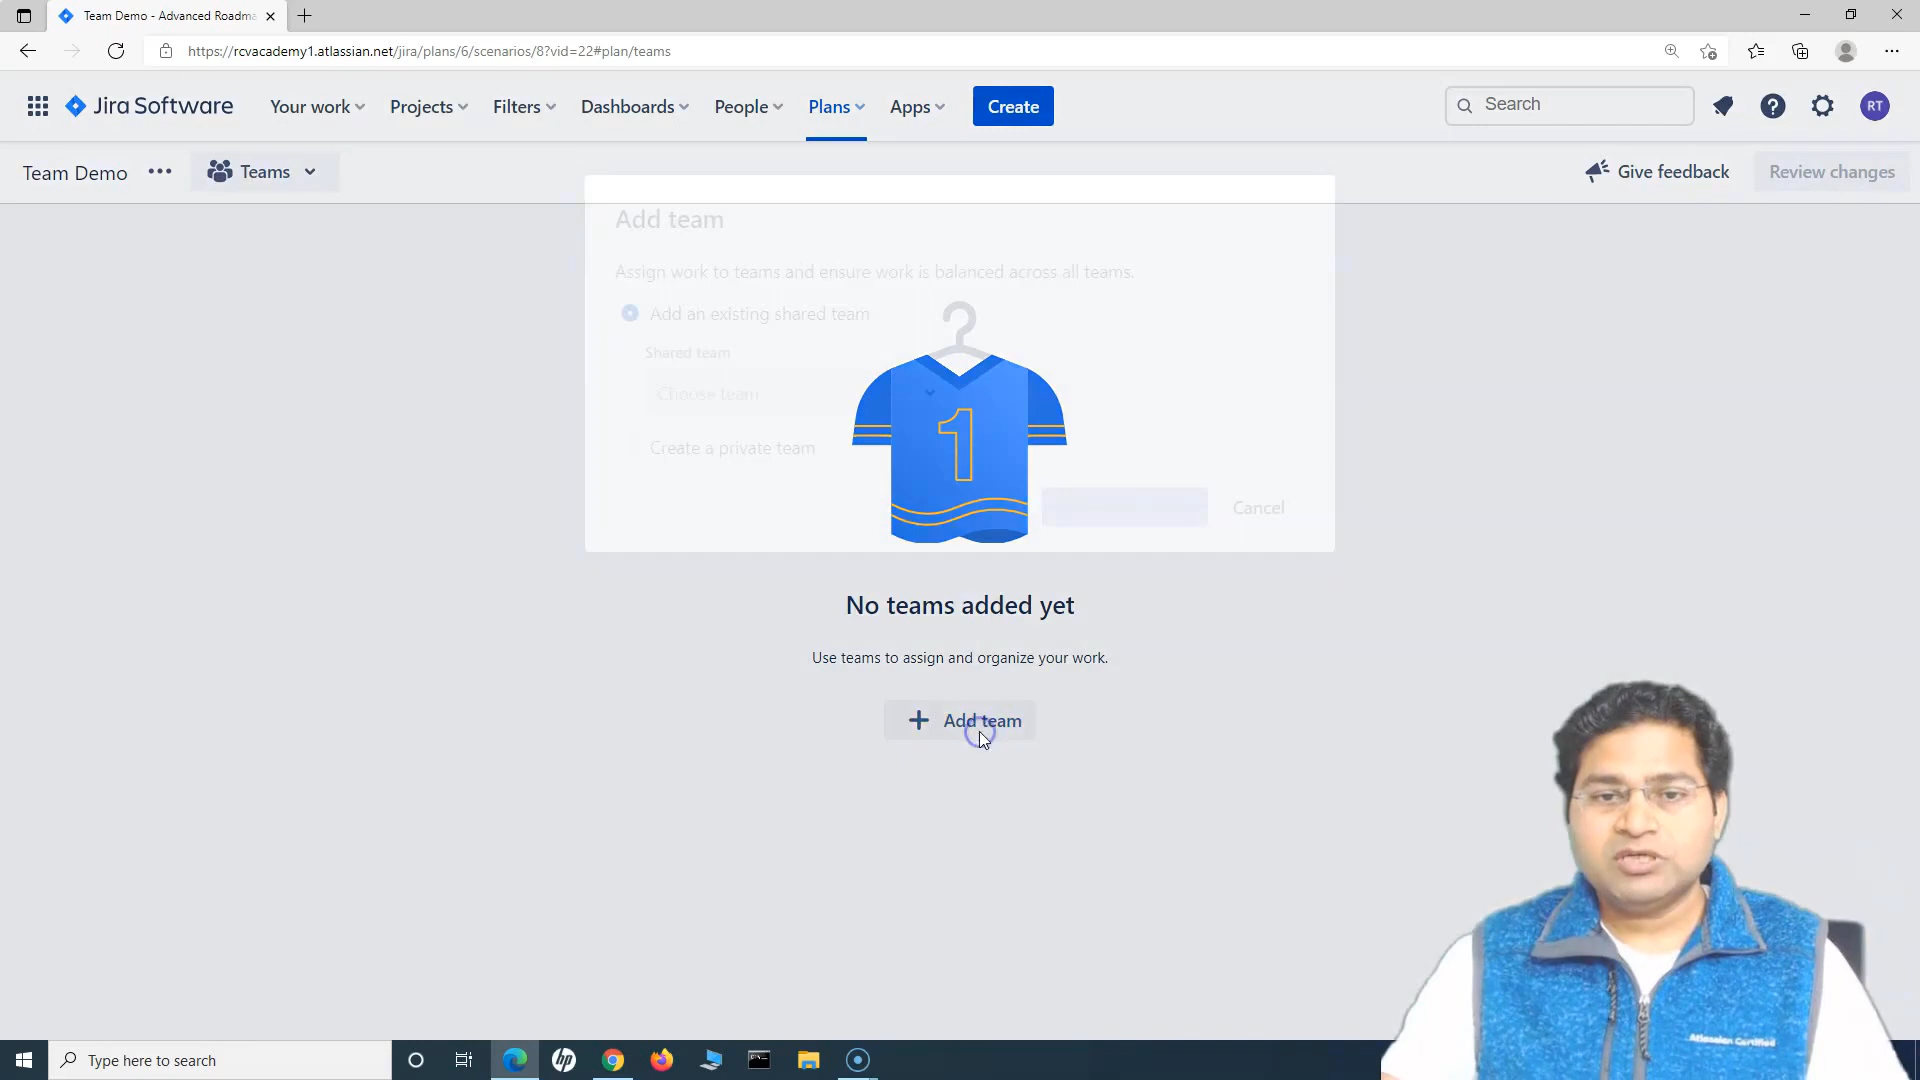 Team Demo - Advanced Roadma
https://rcvacademy1.atlassian.net/jira/plans/6/scenarios/8?vid=22#plan/teams
Jira Software Your work Projects Filters Dashboards People Plans Apps Create Search RT
Team Demo Teams Give feedback Review changes
Add team
Assign work to teams and ensure work is balanced across all teams.
Add an existing shared team
Shared team
Choose team
1
Create a private team
Cancel
No teams added yet
Use teams to assign and organize your work.
Add team
Atlassian Certified
Type here to search
hp